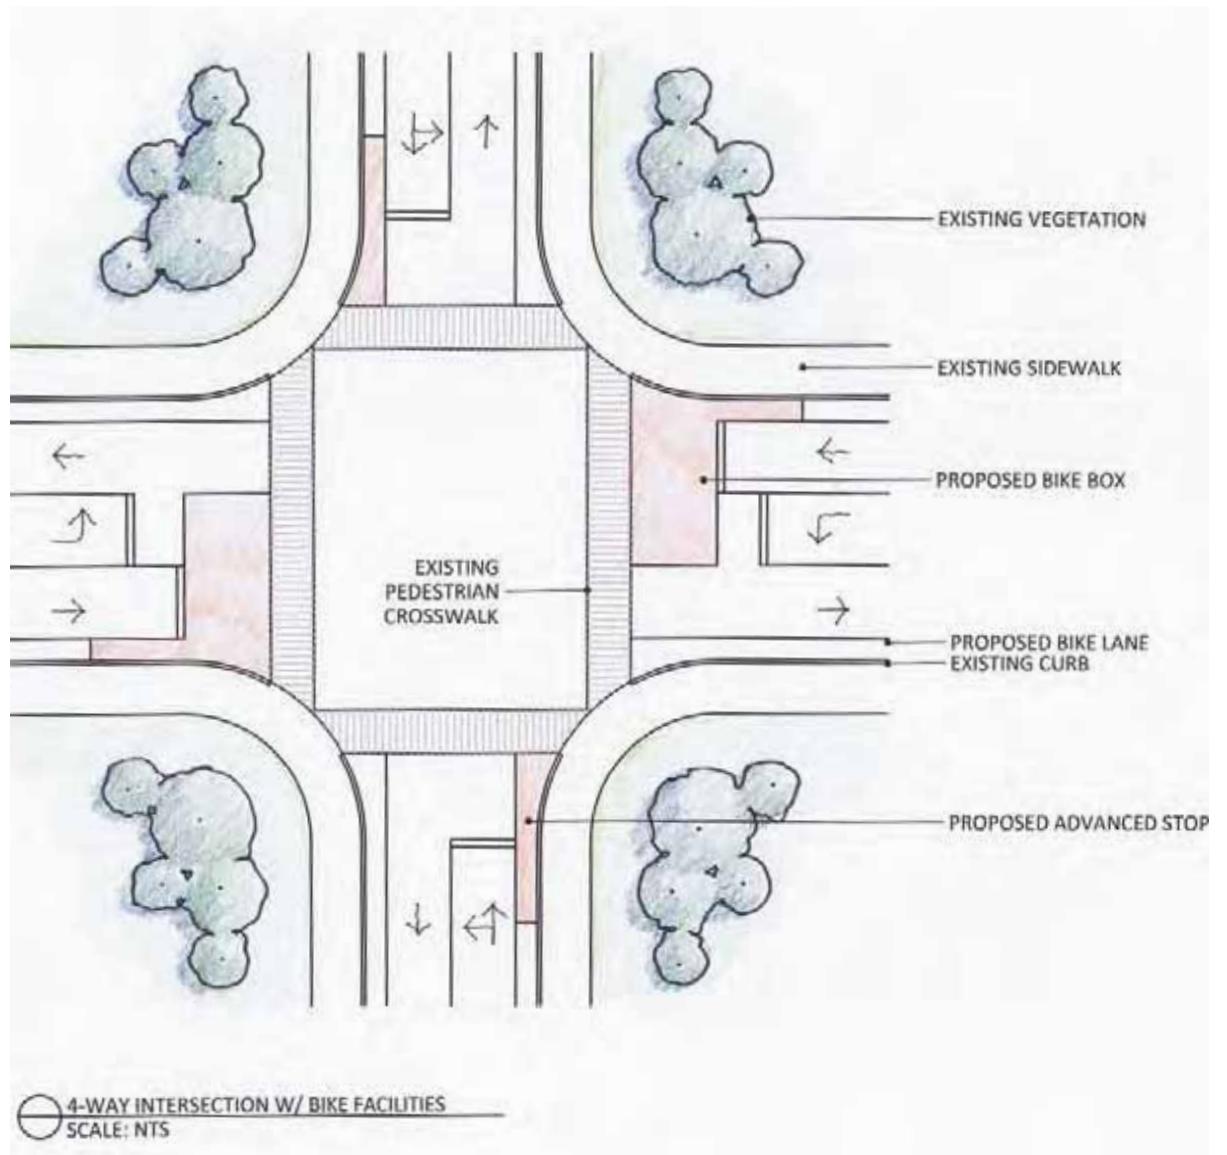 EXISTING VEGETATION
EXISTING SIDEWALK
PROPOSED BIKE BOX
EXISTING
PEDESTRIAN
CROSSWALK
PROPOSED BIKE LANE
EXISTING CURB
PROPOSED ADVANCED STOP
4-WAY INTERSECTION W/ BIKE FACILITIES
SCALE: NTS